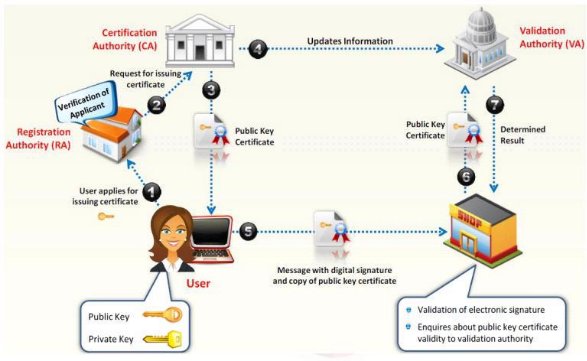 Certification
Authority (CA)
4
Updates Information
Validation
Authority (VA)
Request for issuing
certificate
Verification of
Applicant
2
3
7
Registration
Authority (RA)
Public Key
Certificate
Public Key
Certificate
Determined
Result
User applies for
issuing certificate
1
6
SHOP
5
User
Message with digital signature
and copy of public key certificate
Public Key
Private Key
Validation of electronic signature
Enquires about public key certificate
validity to validation authority